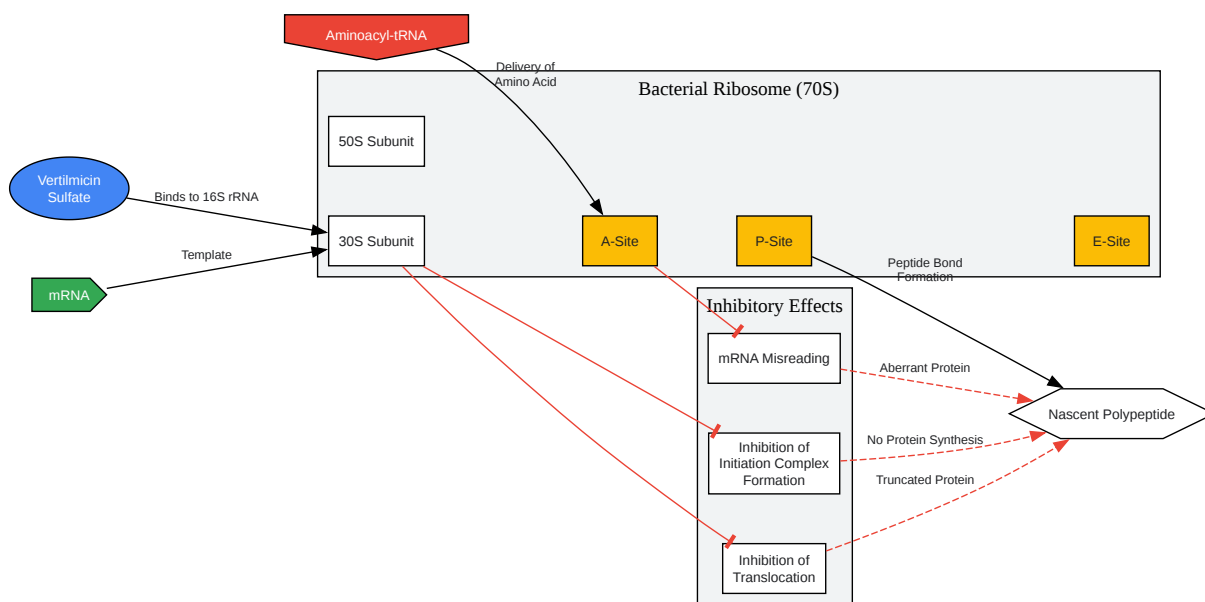 Aminoacyl-tRNA
Delivery of
Amino Acid
Bacterial Ribosome (70S)
50S Subunit
Vertilmicin
Sulfate
Binds to 16S rRNA
30S Subunit
A-Site
P-Site
E-Site
Template
mRNA
Peptide Bond
Formation
Inhibitory Effects
mRNA Misreading
Aberrant Protein
Nascent Polypeptide
Inhibition of
Initiation Complex
Formation
No Protein Synthesis
Truncated Protein
Inhibition of
Translocation